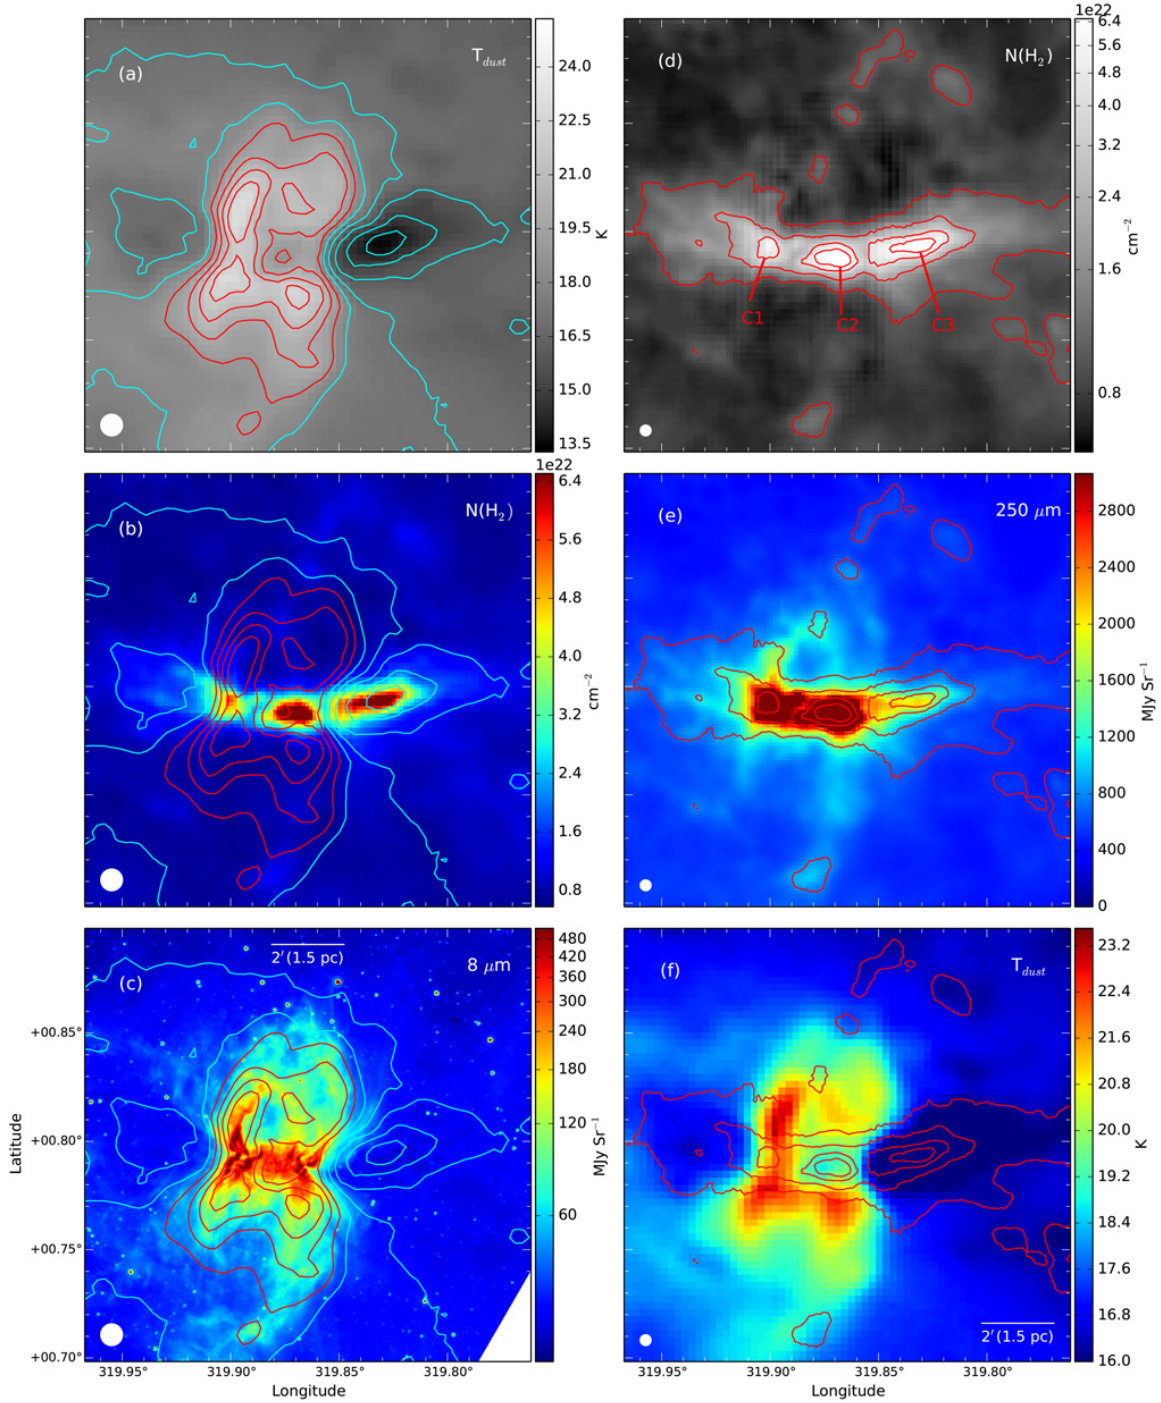 (a)
T_dust
24.0
22.5
21.0
19.5
18.0
16.5
15.0
13.5
K
(d)
N(H₂)
1e22
6.4
5.6
4.8
4.0
3.2
2.4
1.6
0.8
cm⁻²
C1
C2
C3
(b)
N(H₂)
1e22
6.4
5.6
4.8
4.0
3.2
2.4
1.6
0.8
cm⁻²
(e)
250 μm
2800
2400
2000
1600
1200
800
400
0
MJy Sr⁻¹
(c)
2′(1.5 pc)
8 μm
480
420
360
300
240
180
120
60
MJy Sr⁻¹
+00.85°
+00.80°
+00.75°
+00.70°
Latitude
319.95°
319.90°
319.85°
319.80°
Longitude
(f)
T_dust
23.2
22.4
21.6
20.8
20.0
19.2
18.4
17.6
16.8
16.0
K
2′(1.5 pc)
319.95°
319.90°
319.85°
319.80°
Longitude